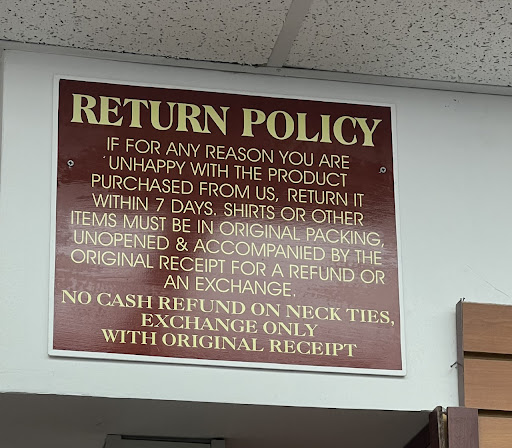 RETURN POLICY
IF FOR ANY REASON YOU ARE
UNHAPPY WITH THE PRODUCT
PURCHASED FROM US, RETURN IT
WITHIN 7 DAYS. SHIRTS OR OTHER
ITEMS MUST BE IN ORIGINAL PACKING,
UNOPENED & ACCOMPANIED BY THE
ORIGINAL RECEIPT FOR A REFUND OR
AN EXCHANGE.
NO CASH REFUND ON NECK TIES,
EXCHANGE ONLY
WITH ORIGINAL RECEIPT